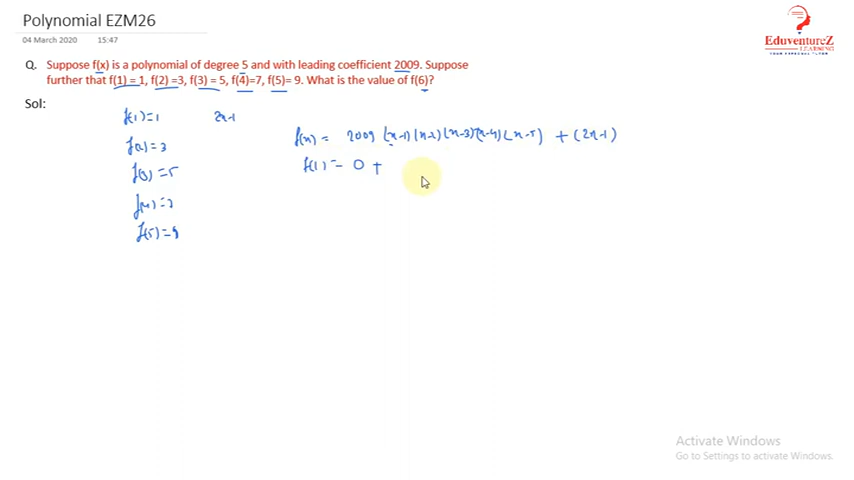 Polynomial EZM26
04 March 2020 15:47
EduventureZ
LEARNING
YOUR PERSONAL TUTOR
Q. Suppose f(x) is a polynomial of degree 5 and with leading coefficient 2009. Suppose
further that f(1) = 1, f(2) =3, f(3) = 5, f(4)=7, f(5)= 9. What is the value of f(6)?
Sol:
f(1)=1 2x-1
f(2)=3
f(3)=5
f(4)=7
f(5)=9
f(x) = 2009 (x-1)(x-2)(x-3)(x-4)(x-5) + (2x-1)
f(1)= 0 +
Activate Windows
Go to Settings to activate Windows.